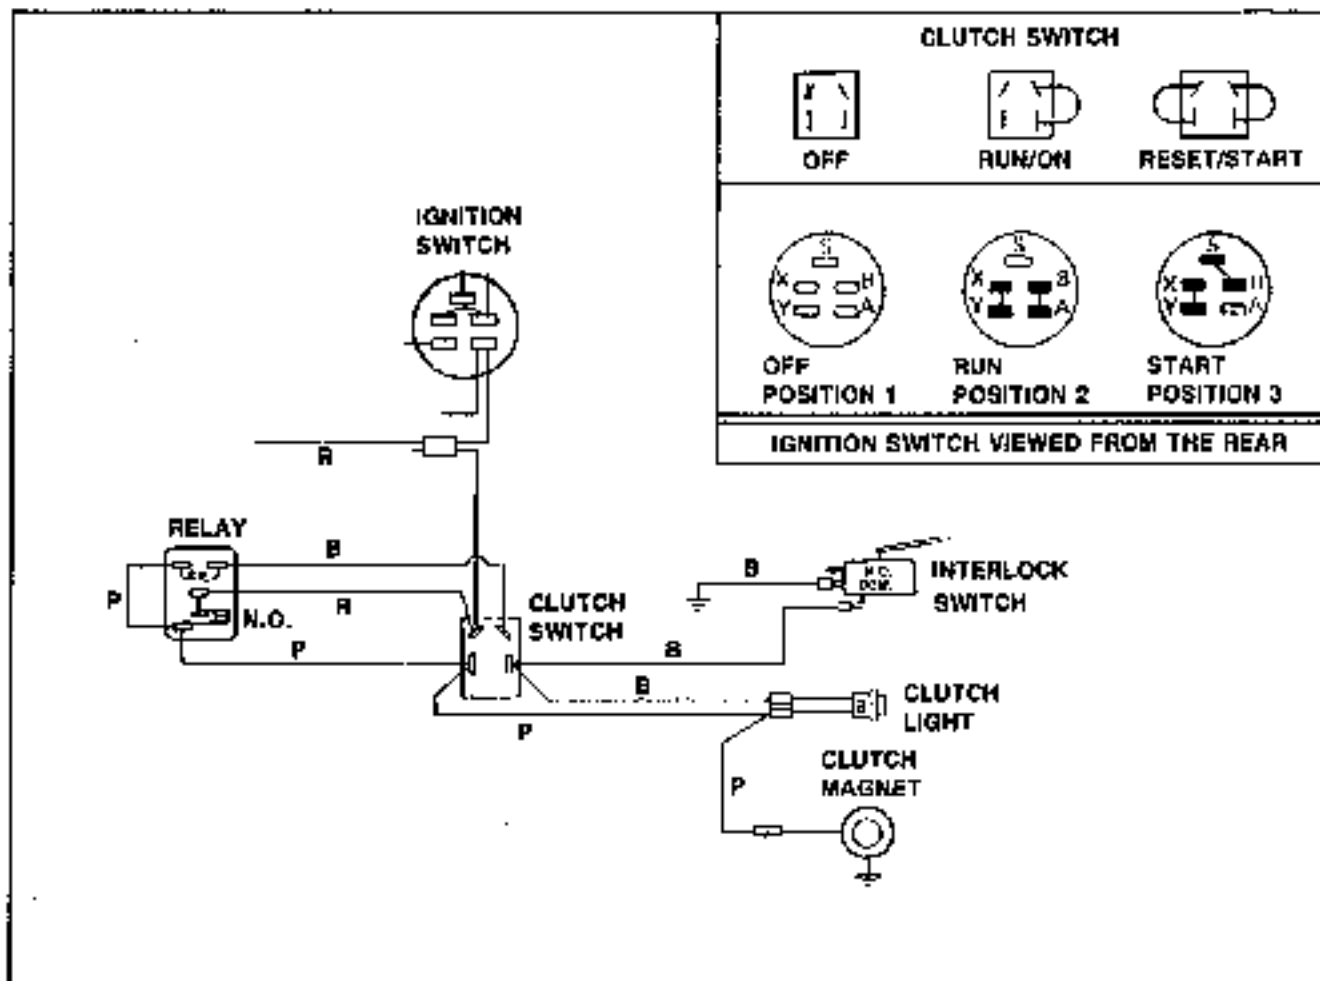 CLUTCH SWITCH
OFF RUN/ON RESET/START
IGNITION
SWITCH
S S S
X H X B X
Y A Y A Y A
OFF RUN START
POSITION 1 POSITION 2 POSITION 3
IGNITION SWITCH VIEWED FROM THE REAR
R
RELAY
B
P
R
N.O.
P
CLUTCH
SWITCH
B
INTERLOCK
SWITCH
COM.
B
B
P
CLUTCH
LIGHT
CLUTCH
MAGNET
P